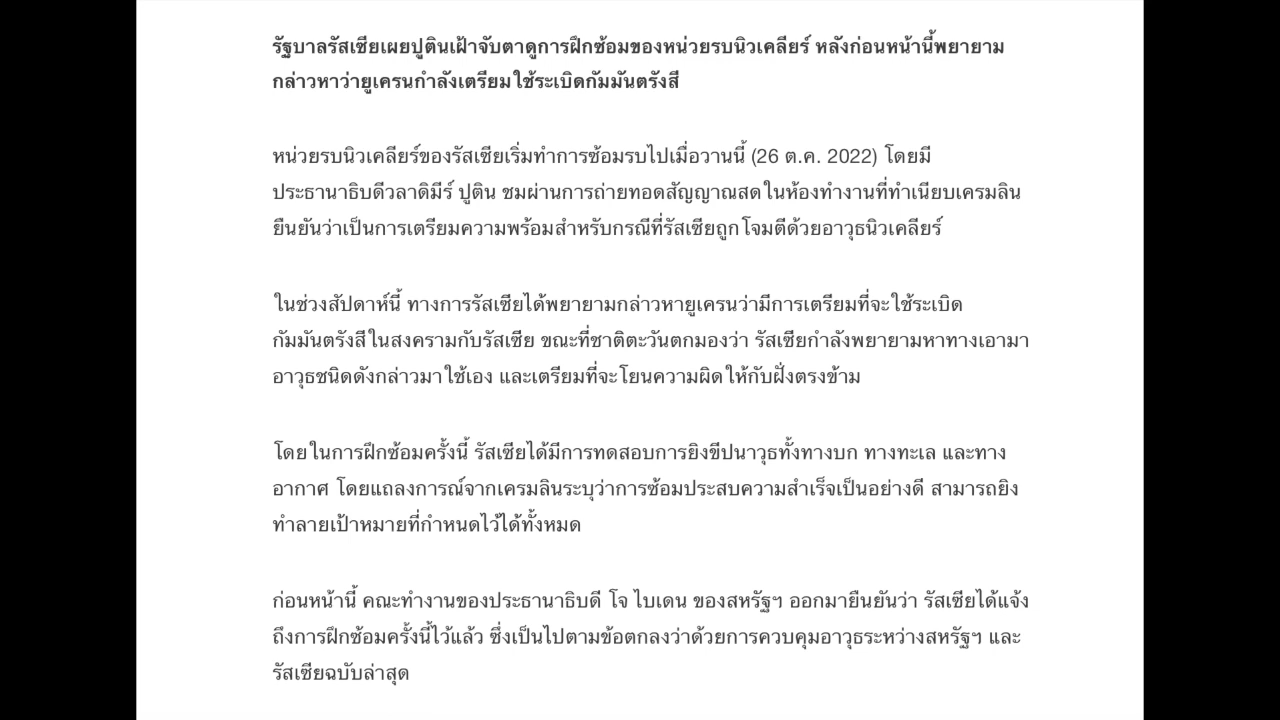 รัฐบาลรัสเซียเผยปูตินเฝ้าจับตาดูการฝึกซ้อมของหน่วยรบนิวเคลียร์ หลังก่อนหน้านี้พยายาม
กล่าวหาว่ายูเครนกำลังเตรียมใช้ระเบิดกัมมันตรังสี
หน่วยรบนิวเคลียร์ของรัสเซียเริ่มทำการซ้อมรบไปเมื่อวานนี้ (26 ต.ค. 2022) โดยมี
ประธานาธิบดีวลาดิมีร์ ปูติน ชมผ่านการถ่ายทอดสัญญาณสดในห้องทำงานที่ทำเนียบเครมลิน
ยืนยันว่าเป็นการเตรียมความพร้อมสำหรับกรณีที่รัสเซียถูกโจมตีด้วยอาวุธนิวเคลียร์
ในช่วงสัปดาห์นี้ ทางการรัสเซียได้พยายามกล่าวหายูเครนว่ามีการเตรียมที่จะใช้ระเบิด
กัมมันตรังสีในสงครามกับรัสเซีย ขณะที่ชาติตะวันตกมองว่า รัสเซียกำลังพยายามหาทางเอามา
อาวุธชนิดดังกล่าวมาใช้เอง และเตรียมที่จะโยนความผิดให้กับฝั่งตรงข้าม
โดยในการฝึกซ้อมครั้งนี้ รัสเซียได้มีการทดสอบการยิงขีปนาวุธทั้งทางบก ทางทะเล และทาง
อากาศ โดยแถลงการณ์จากเครมลินระบุว่าการซ้อมประสบความสำเร็จเป็นอย่างดี สามารถยิง
ทำลายเป้าหมายที่กำหนดไว้ได้ทั้งหมด
ก่อนหน้านี้ คณะทำงานของประธานาธิบดี โจ ไบเดน ของสหรัฐฯ ออกมายืนยันว่า รัสเซียได้แจ้ง
ถึงการฝึกซ้อมครั้งนี้ไว้แล้ว ซึ่งเป็นไปตามข้อตกลงว่าด้วยการควบคุมอาวุธระหว่างสหรัฐฯ และ
รัสเซียฉบับล่าสุด